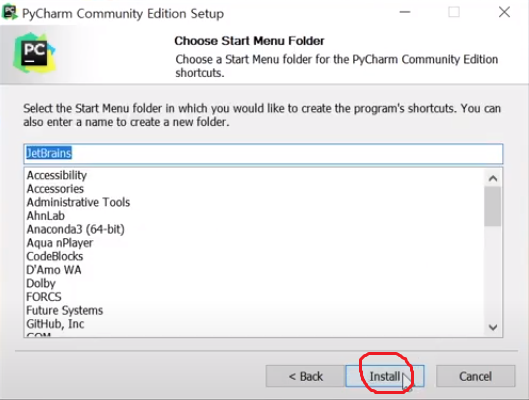 PyCharm Community Edition Setup
PC
Choose Start Menu Folder
Choose a Start Menu folder for the PyCharm Community Edition
shortcuts.
Select the Start Menu folder in which you would like to create the program's shortcuts. You can
also enter a name to create a new folder.
JetBrains
Accessibility
Accessories
Administrative Tools
AhnLab
Anaconda3 (64-bit)
Aqua nPlayer
CodeBlocks
D'Amo WA
Dolby
FORCS
Future Systems
GitHub, Inc
< Back
Install
Cancel